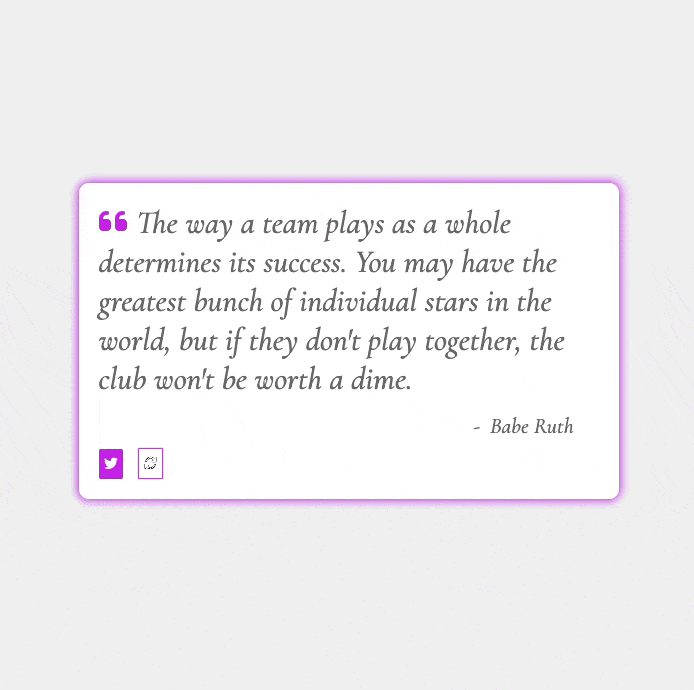 The way a team plays as a whole
determines its success. You may have the
greatest bunch of individual stars in the
world, but if they don't play together, the
club won't be worth a dime.
- Babe Ruth